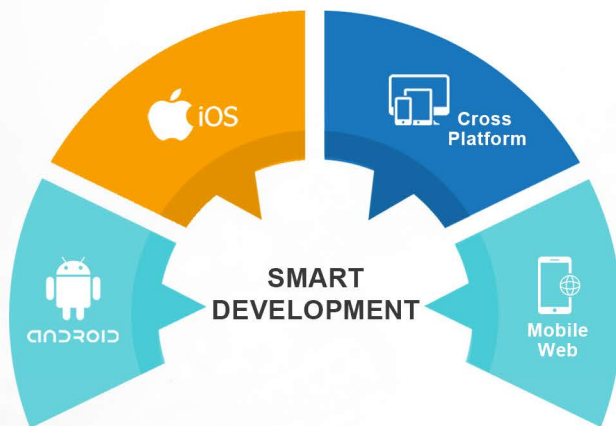 iOS
Cross
Platform
SMART
DEVELOPMENT
ANDROID
Mobile
Web